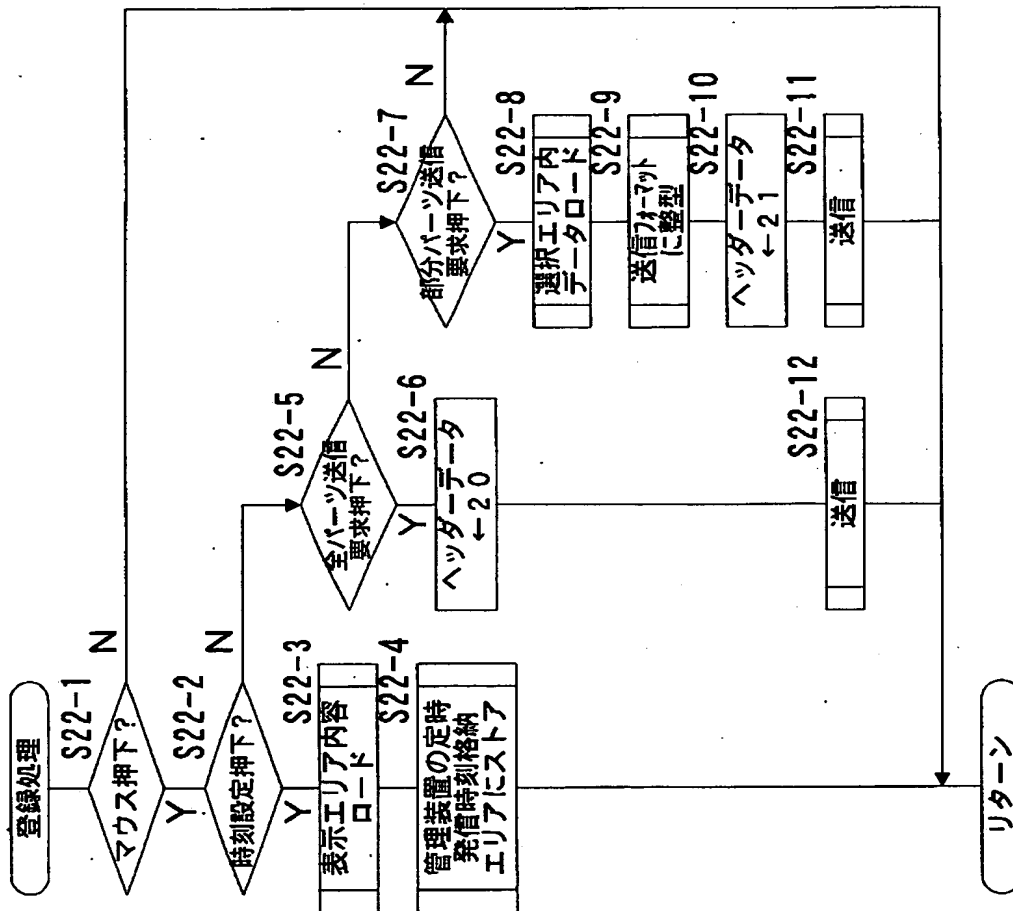 登録処理
S22-1
マウス押下？
N
Y
S22-2
時刻設定押下？
N
Y
S22-3
表示エリア内容
ロード
S22-4
管理装置の定時
発信時刻格納
エリアにストア
S22-5
全パーツ送信
要求押下？
N
Y
S22-6
ヘッダーデータ
←20
S22-12
送信
S22-7
部分パーツ送信
要求押下？
N
Y
S22-8
選択エリア内
データロード
S22-9
送信フォーマット
に整型
S22-10
ヘッダーデータ
←21
S22-11
送信
リターン